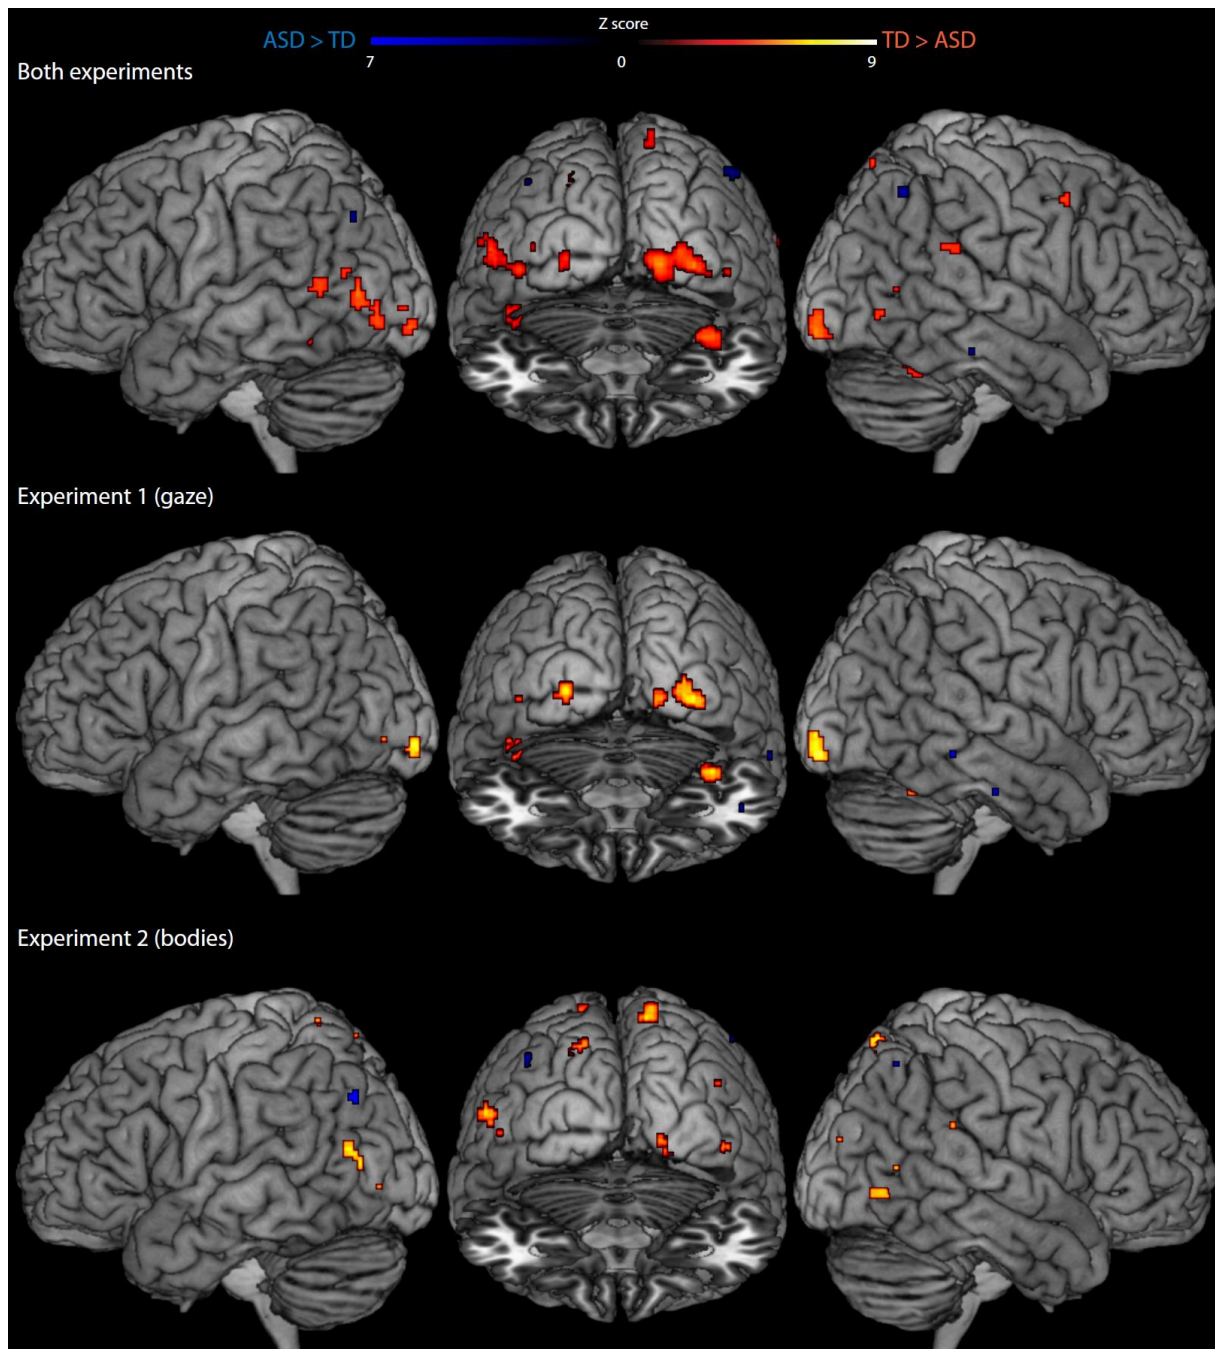 Z score
ASD > TD TD > ASD
7 0 9
Both experiments
Experiment 1 (gaze)
Experiment 2 (bodies)